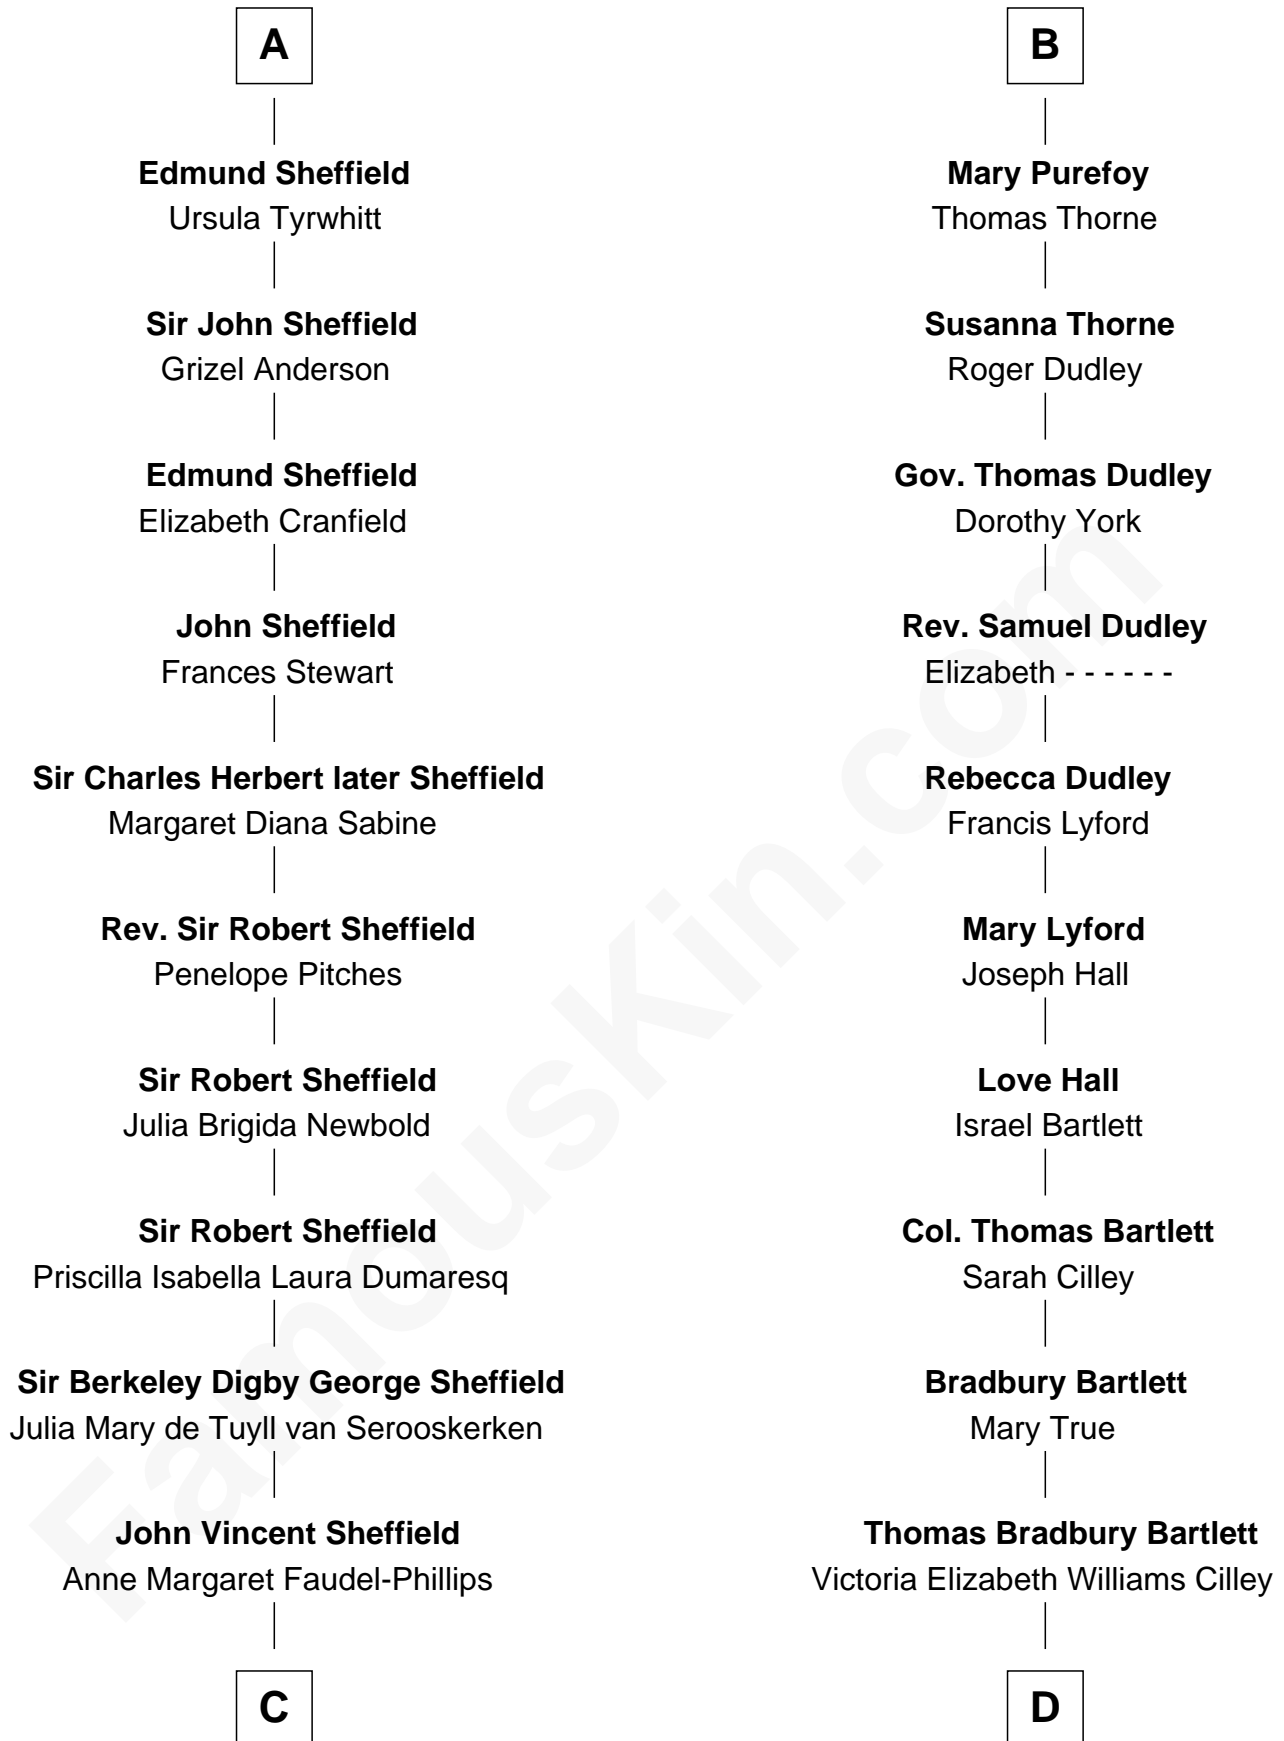 A
Edmund Sheffield
Ursula Tyrwhitt
Sir John Sheffield
Grizel Anderson
Edmund Sheffield
Elizabeth Cranfield
John Sheffield
Frances Stewart
Sir Charles Herbert later Sheffield
Margaret Diana Sabine
Rev. Sir Robert Sheffield
Penelope Pitches
Sir Robert Sheffield
Julia Brigida Newbold
Sir Robert Sheffield
Priscilla Isabella Laura Dumaresq
Sir Berkeley Digby George Sheffield
Julia Mary de Tuyll van Serooskerken
John Vincent Sheffield
Anne Margaret Faudel-Phillips
C
B
Mary Purefoy
Thomas Thorne
Susanna Thorne
Roger Dudley
Gov. Thomas Dudley
Dorothy York
Rev. Samuel Dudley
Elizabeth - - - - - -
Rebecca Dudley
Francis Lyford
Mary Lyford
Joseph Hall
Love Hall
Israel Bartlett
Col. Thomas Bartlett
Sarah Cilley
Bradbury Bartlett
Mary True
Thomas Bradbury Bartlett
Victoria Elizabeth Williams Cilley
D
FamousKin.com